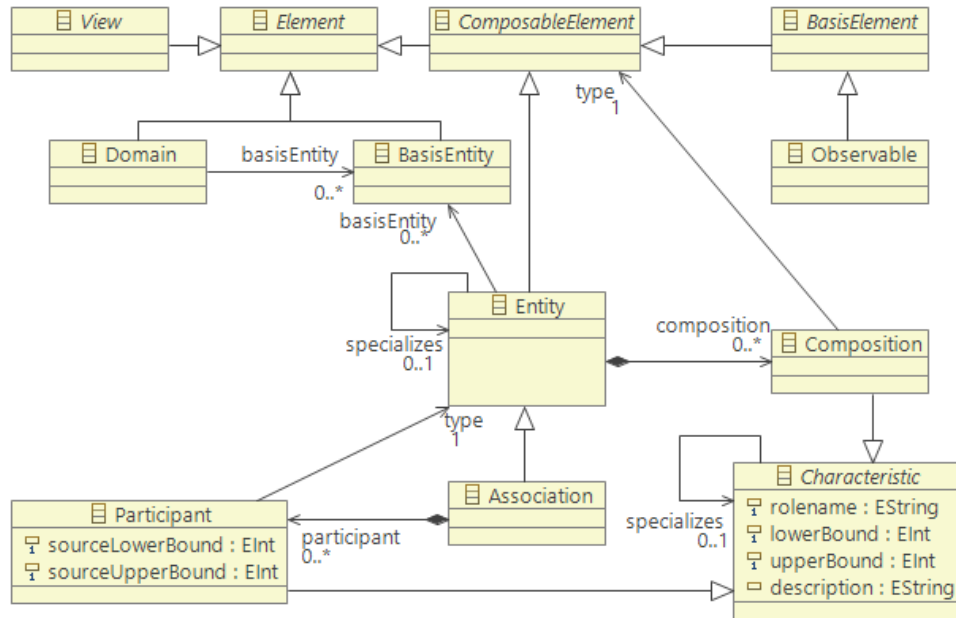 View
Element
ComposableElement
BasisElement
type
1
Domain
basisEntity
BasisEntity
Observable
0..*
basisEntity
0..*
Entity
specializes
0..1
composition
0..*
Composition
type
1
Characteristic
rolename : EString
lowerBound : EInt
upperBound : EInt
description : EString
specializes
0..1
Association
Participant
sourceLowerBound : EInt
sourceUpperBound : EInt
participant
0..*